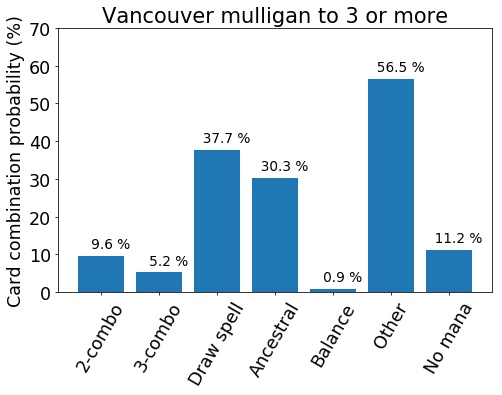 Vancouver mulligan to 3 or more
Card combination probability (%)
70
60
50
40
30
20
10
0
9.6 %
5.2 %
37.7 %
30.3 %
0.9 %
56.5 %
11.2 %
2-combo
3-combo
Draw spell
Ancestral
Balance
Other
No mana